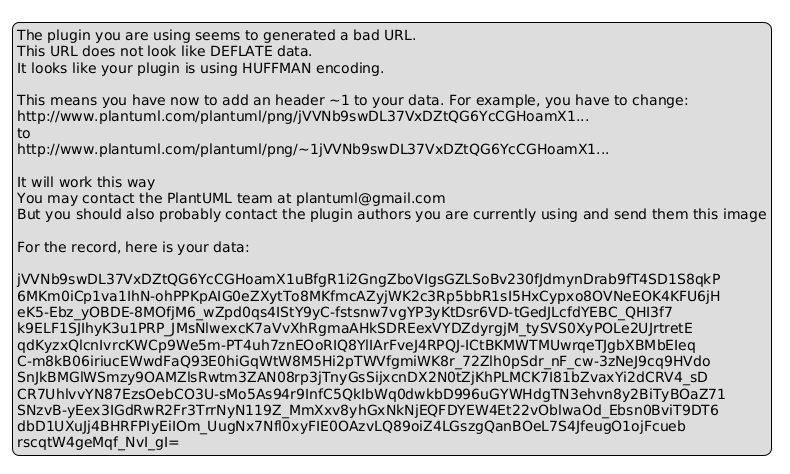 The plugin you are using seems to generated a bad URL.
This URL does not look like DEFLATE data.
It looks like your plugin is using HUFFMAN encoding.
This means you have now to add an header ~1 to your data. For example, you have to change:
http://www.plantuml.com/plantuml/png/jVVNb9swDL37VxDZtQG6YcCGHoamX1...
to
http://www.plantuml.com/plantuml/png/~1jVVNb9swDL37VxDZtQG6YcCGHoamX1...
It will work this way
You may contact the PlantUML team at plantuml@gmail.com
But you should also probably contact the plugin authors you are currently using and send them this image
For the record, here is your data:
jVVNb9swDL37VxDZtQG6YcCGHoamX1uBfgR1i2GngZboVIgsGZLSoBv230fJdmynDrab9fT4SD1S8qkP
6MKm0iCp1va1IhN-ohPPKpAIG0eZXytTo8MKfmcAZyjWK2c3Rp5bbR1sI5HxCypxo8OVNeEOK4KFU6jH
eK5-Ebz_yOBDE-8MOfjM6_wZpd0qs4IStY9yC-fstsnw7vgYP3yKtDsr6VD-tGedJLcfdYEBC_QHI3f7
k9ELF1SJIhyK3u1PRP_JMsNlwexcK7aVvXhRgmaAHkSDREexVYDZdyrgjM_tySVS0XyPOLe2UJrtretE
qdKyzxQlcnIvrcKWCp9We5m-PT4uh7znEOoRIQ8YllArFveJ4RPQJ-ICtBKMWTMUwrqeTJgbXBMbEIeq
C-m8kB06iriucEWwdFaQ93E0hiGqWtW8M5Hi2pTWVfgmiWK8r_72Zlh0pSdr_nF_cw-3zNeJ9cq9HVdo
SnJkBMGlWSmzy9OAMZlsRwtm3ZAN08rp3jTnyGsSijxcnDX2N0tZjKhPLMCK7I81bZvaxYi2dCRV4_sD
CR7UhlvvYN87EzsOebCO3U-sMo5As94r9InfC5QkIbWq0dwkbD996uGYWHdgTN3ehvn8y2BiTyBOaZ71
SNzvB-yEex3lGdRwR2Fr3TrrNyN119Z_MmXxv8yhGxNkNjEQFDYEW4Et22vOblwaOd_Ebsn0BviT9DT6
dbD1UXuJj4BHRFPIyEiIOm_UugNx7Nfl0xyFIE0OAzvLQ89oiZ4LGszgQanBOeL7S4JfeugO1ojFcueb
rscqtW4geMqf_NvI_gI=